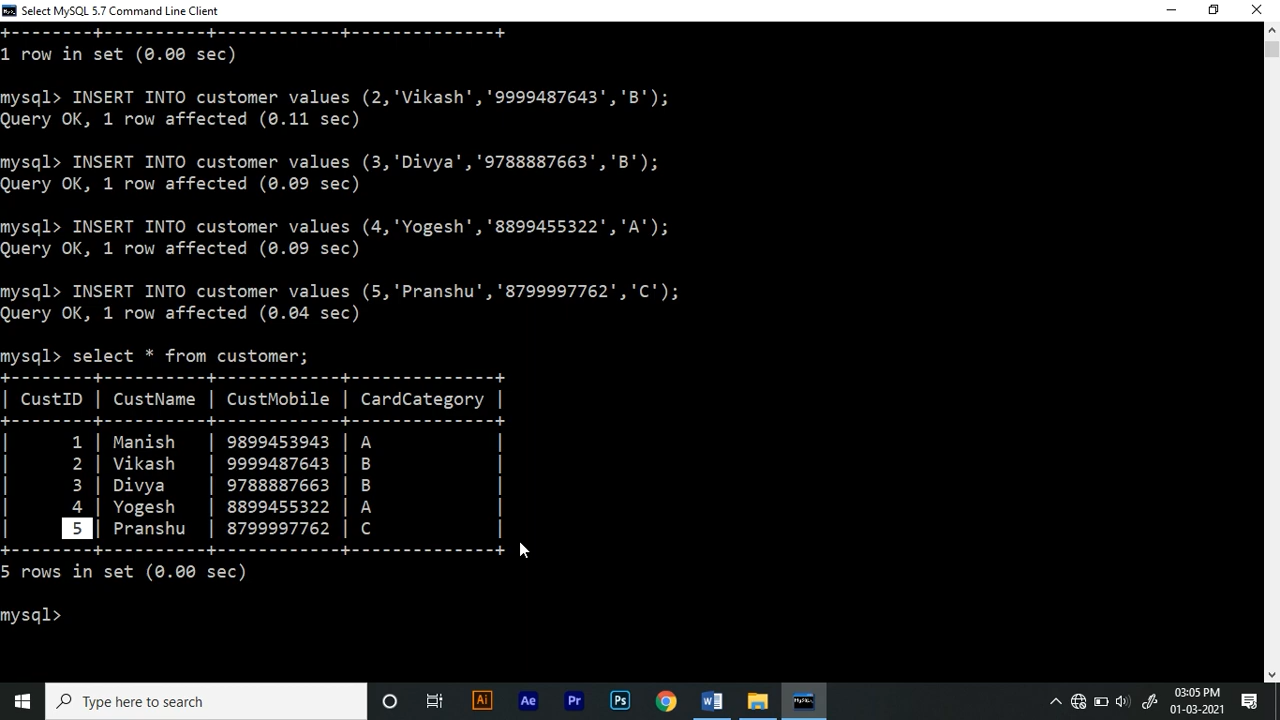 Select MySQL 5.7 Command Line Client
+--------+----------+------------+--------------+
1 row in set (0.00 sec)
mysql> INSERT INTO customer values (2,'Vikash','9999487643','B');
Query OK, 1 row affected (0.11 sec)
mysql> INSERT INTO customer values (3,'Divya','9788887663','B');
Query OK, 1 row affected (0.09 sec)
mysql> INSERT INTO customer values (4,'Yogesh','8899455322','A');
Query OK, 1 row affected (0.09 sec)
mysql> INSERT INTO customer values (5,'Pranshu','8799997762','C');
Query OK, 1 row affected (0.04 sec)
mysql> select * from customer;
+--------+----------+------------+--------------+
| CustID | CustName | CustMobile | CardCategory |
+--------+----------+------------+--------------+
| 1 | Manish | 9899453943 | A |
| 2 | Vikash | 9999487643 | B |
| 3 | Divya | 9788887663 | B |
| 4 | Yogesh | 8899455322 | A |
| 5 | Pranshu | 8799997762 | C |
+--------+----------+------------+--------------+
5 rows in set (0.00 sec)
mysql>
Type here to search
Ai Ae Pr Ps W
03:05 PM
01-03-2021